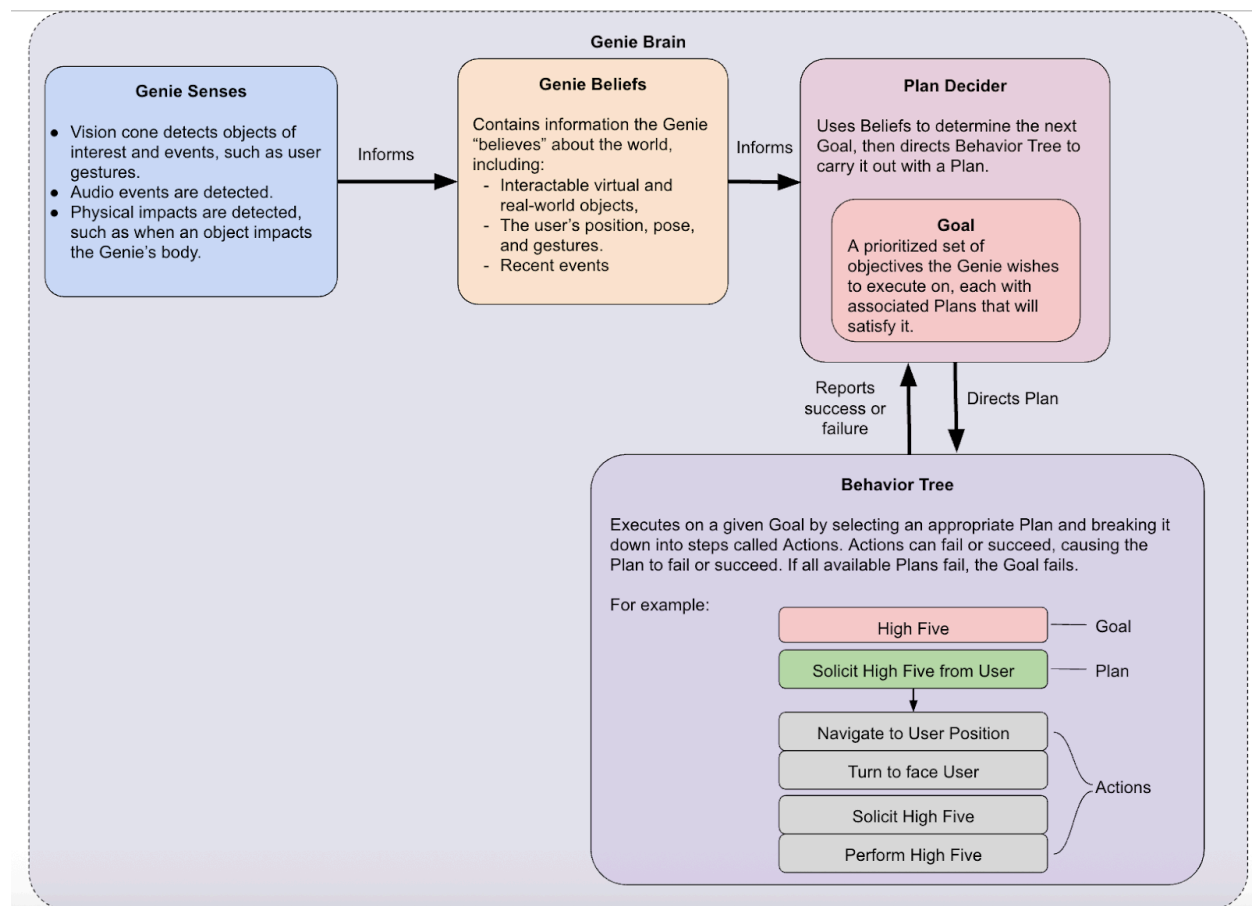 Genie Brain
Genie Senses
● Vision cone detects objects of
interest and events, such as user
gestures.
● Audio events are detected.
● Physical impacts are detected,
such as when an object impacts
the Genie's body.
Informs
Genie Beliefs
Contains information the Genie
“believes” about the world,
including:
- Interactable virtual and
real-world objects,
- The user's position, pose,
and gestures.
- Recent events
Informs
Plan Decider
Uses Beliefs to determine the next
Goal, then directs Behavior Tree to
carry it out with a Plan.
Goal
A prioritized set of
objectives the Genie wishes
to execute on, each with
associated Plans that will
satisfy it.
Reports
success or
failure
Directs Plan
Behavior Tree
Executes on a given Goal by selecting an appropriate Plan and breaking it
down into steps called Actions. Actions can fail or succeed, causing the
Plan to fail or succeed. If all available Plans fail, the Goal fails.
For example:
High Five
Goal
Solicit High Five from User
Plan
Navigate to User Position
Turn to face User
Actions
Solicit High Five
Perform High Five